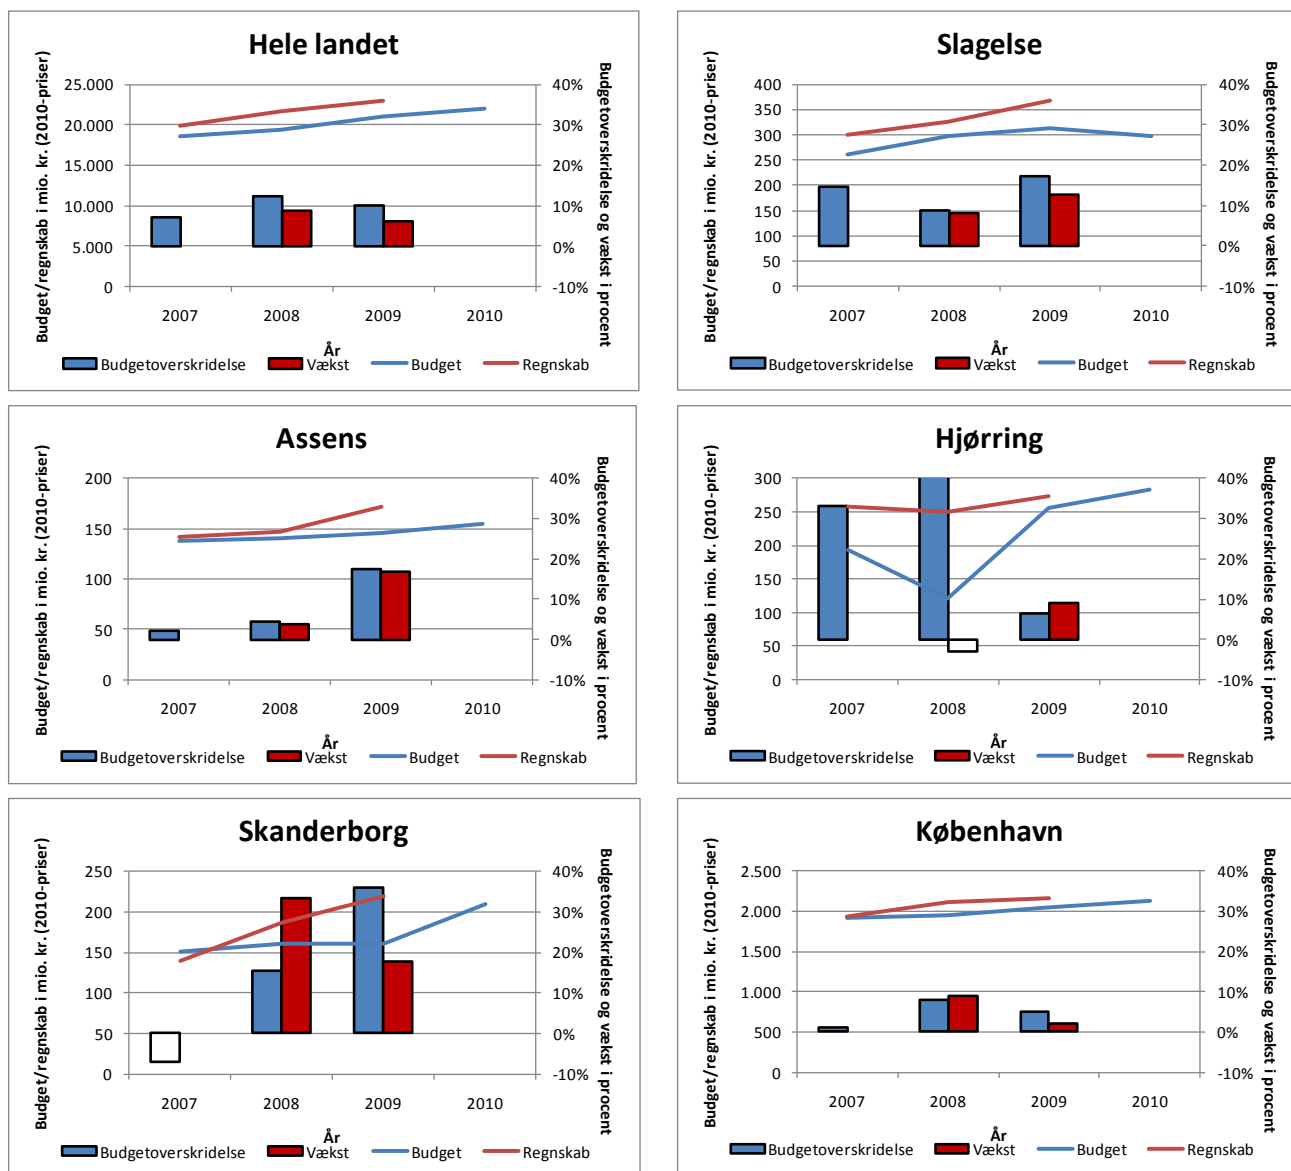 Hele landet
Budget/regnskab i mio. kr. (2010-priser)
25.000
20.000
15.000
10.000
5.000
0
40%
30%
20%
10%
0%
-10%
Budgetoverskridelse og vækst i procent
2007 2008 2009 2010
År
Budgetoverskridelse Vækst Budget Regnskab
Slagelse
Budget/regnskab i mio. kr. (2010-priser)
400
350
300
250
200
150
100
50
0
40%
30%
20%
10%
0%
-10%
Budgetoverskridelse og vækst i procent
2007 2008 2009 2010
År
Budgetoverskridelse Vækst Budget Regnskab
Assens
Budget/regnskab i mio. kr. (2010-priser)
200
150
100
50
0
40%
30%
20%
10%
0%
-10%
Budgetoverskridelse og vækst i procent
2007 2008 2009 2010
År
Budgetoverskridelse Vækst Budget Regnskab
Hjørring
Budget/regnskab i mio. kr. (2010-priser)
300
250
200
150
100
50
0
40%
30%
20%
10%
0%
-10%
Budgetoverskridelse og vækst i procent
2007 2008 2009 2010
År
Budgetoverskridelse Vækst Budget Regnskab
Skanderborg
Budget/regnskab i mio. kr. (2010-priser)
250
200
150
100
50
0
40%
30%
20%
10%
0%
-10%
Budgetoverskridelse og vækst i procent
2007 2008 2009 2010
År
Budgetoverskridelse Vækst Budget Regnskab
København
Budget/regnskab i mio. kr. (2010-priser)
2.500
2.000
1.500
1.000
500
0
40%
30%
20%
10%
0%
-10%
Budgetoverskridelse og vækst i procent
2007 2008 2009 2010
År
Budgetoverskridelse Vækst Budget Regnskab